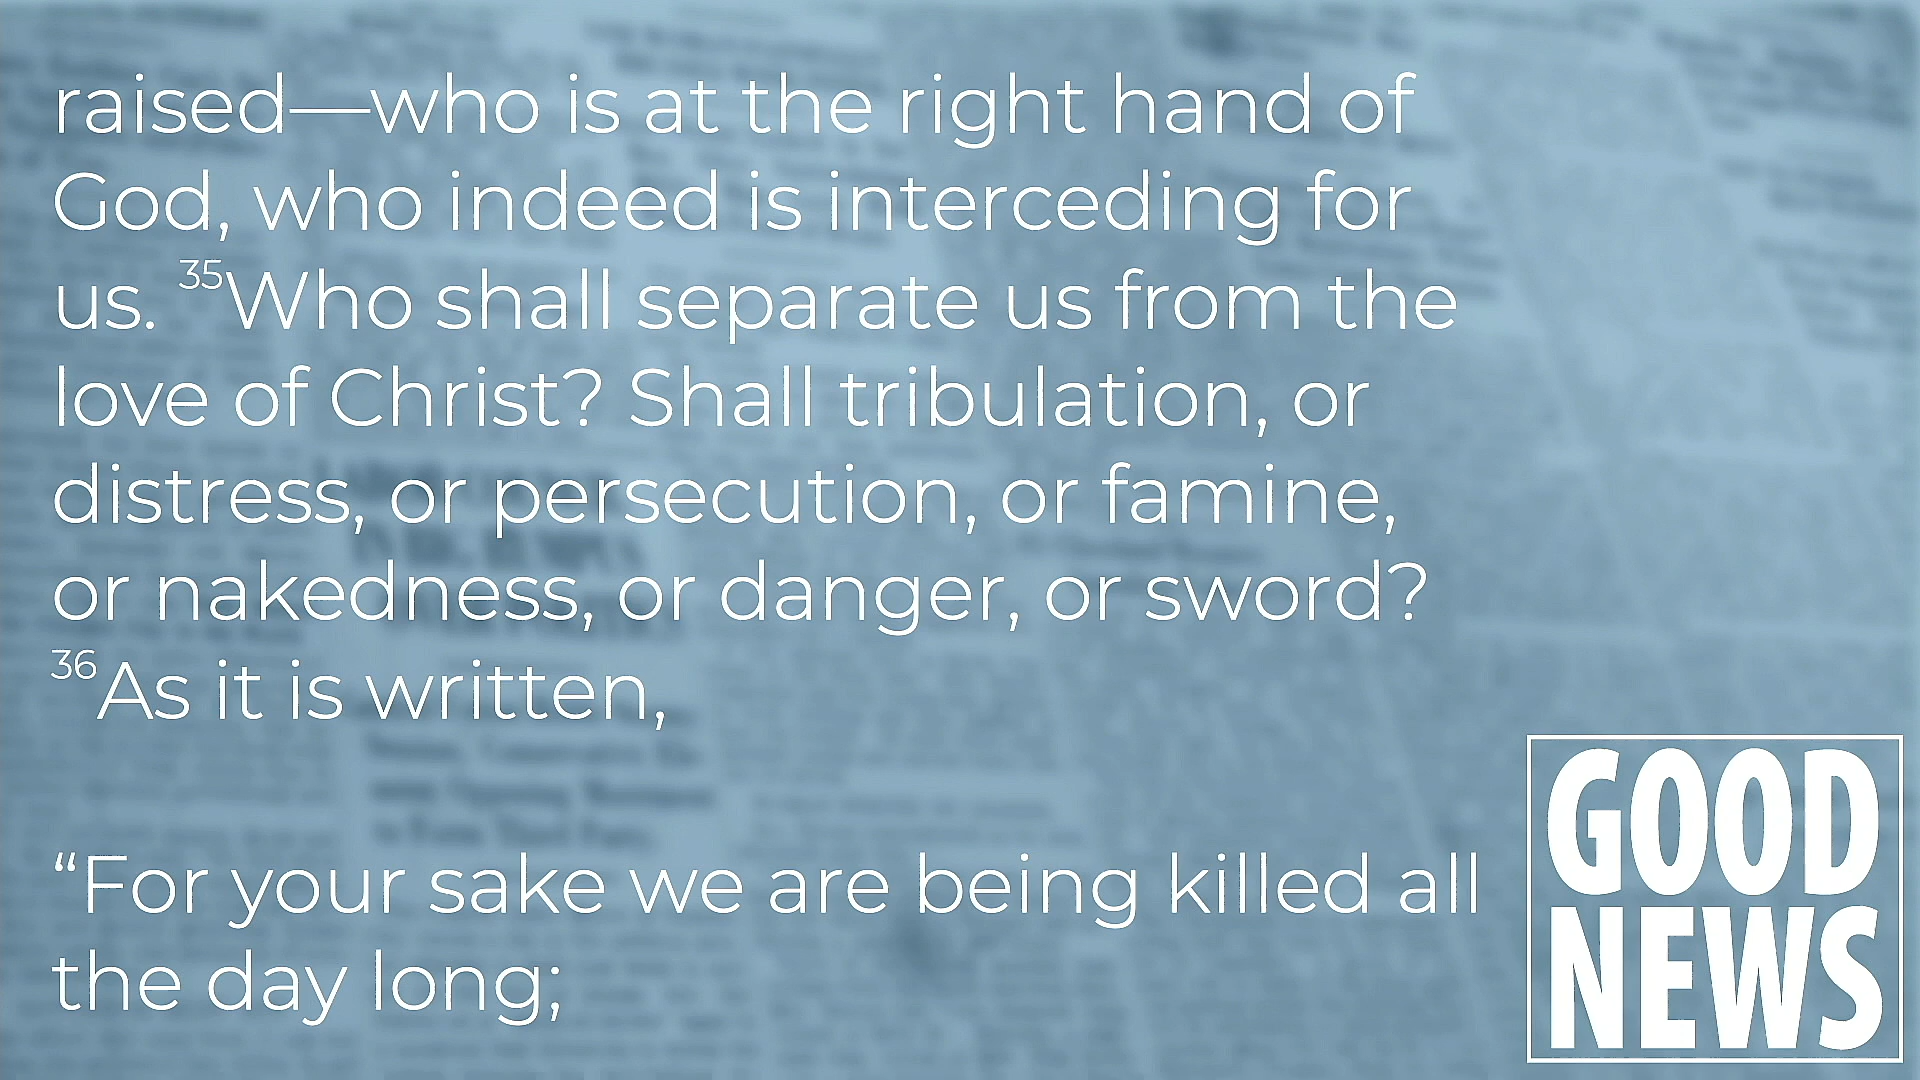 raised—who is at the right hand of
God, who indeed is interceding for
us. ³⁵Who shall separate us from the
love of Christ? Shall tribulation, or
distress, or persecution, or famine,
or nakedness, or danger, or sword?
³⁶As it is written,
“For your sake we are being killed all
the day long;
GOOD
NEWS